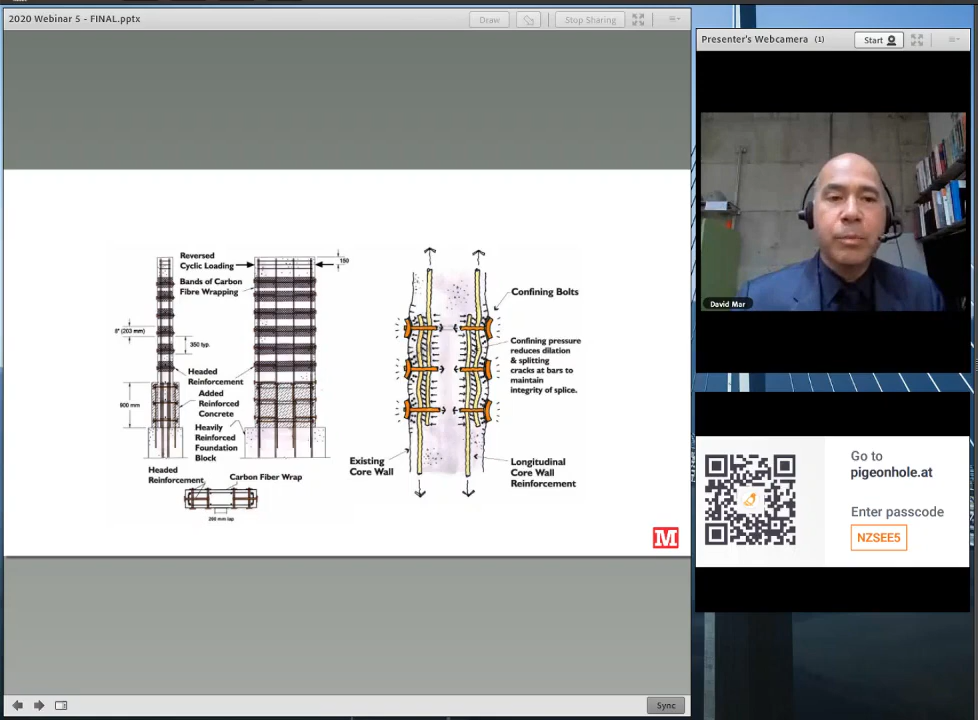 2020 Webinar 5 - FINAL.pptx
Draw
Stop Sharing
Presenter's Webcamera (1)
Start
Reversed
Cyclic Loading
190
Bands of Carbon
Fibre Wrapping
8" (203 mm)
350 typ.
Headed
Reinforcement
900 mm
Added
Reinforced
Concrete
Heavily
Reinforced
Foundation
Block
Headed
Reinforcement
Carbon Fiber Wrap
200 mm lap
Confining Bolts
Confining pressure
reduces dilation
& splitting
cracks at bars to
maintain
integrity of splice.
Existing
Core Wall
Longitudinal
Core Wall
Reinforcement
M
David Mar
Go to
pigeonhole.at
Enter passcode
NZSEE5
Sync